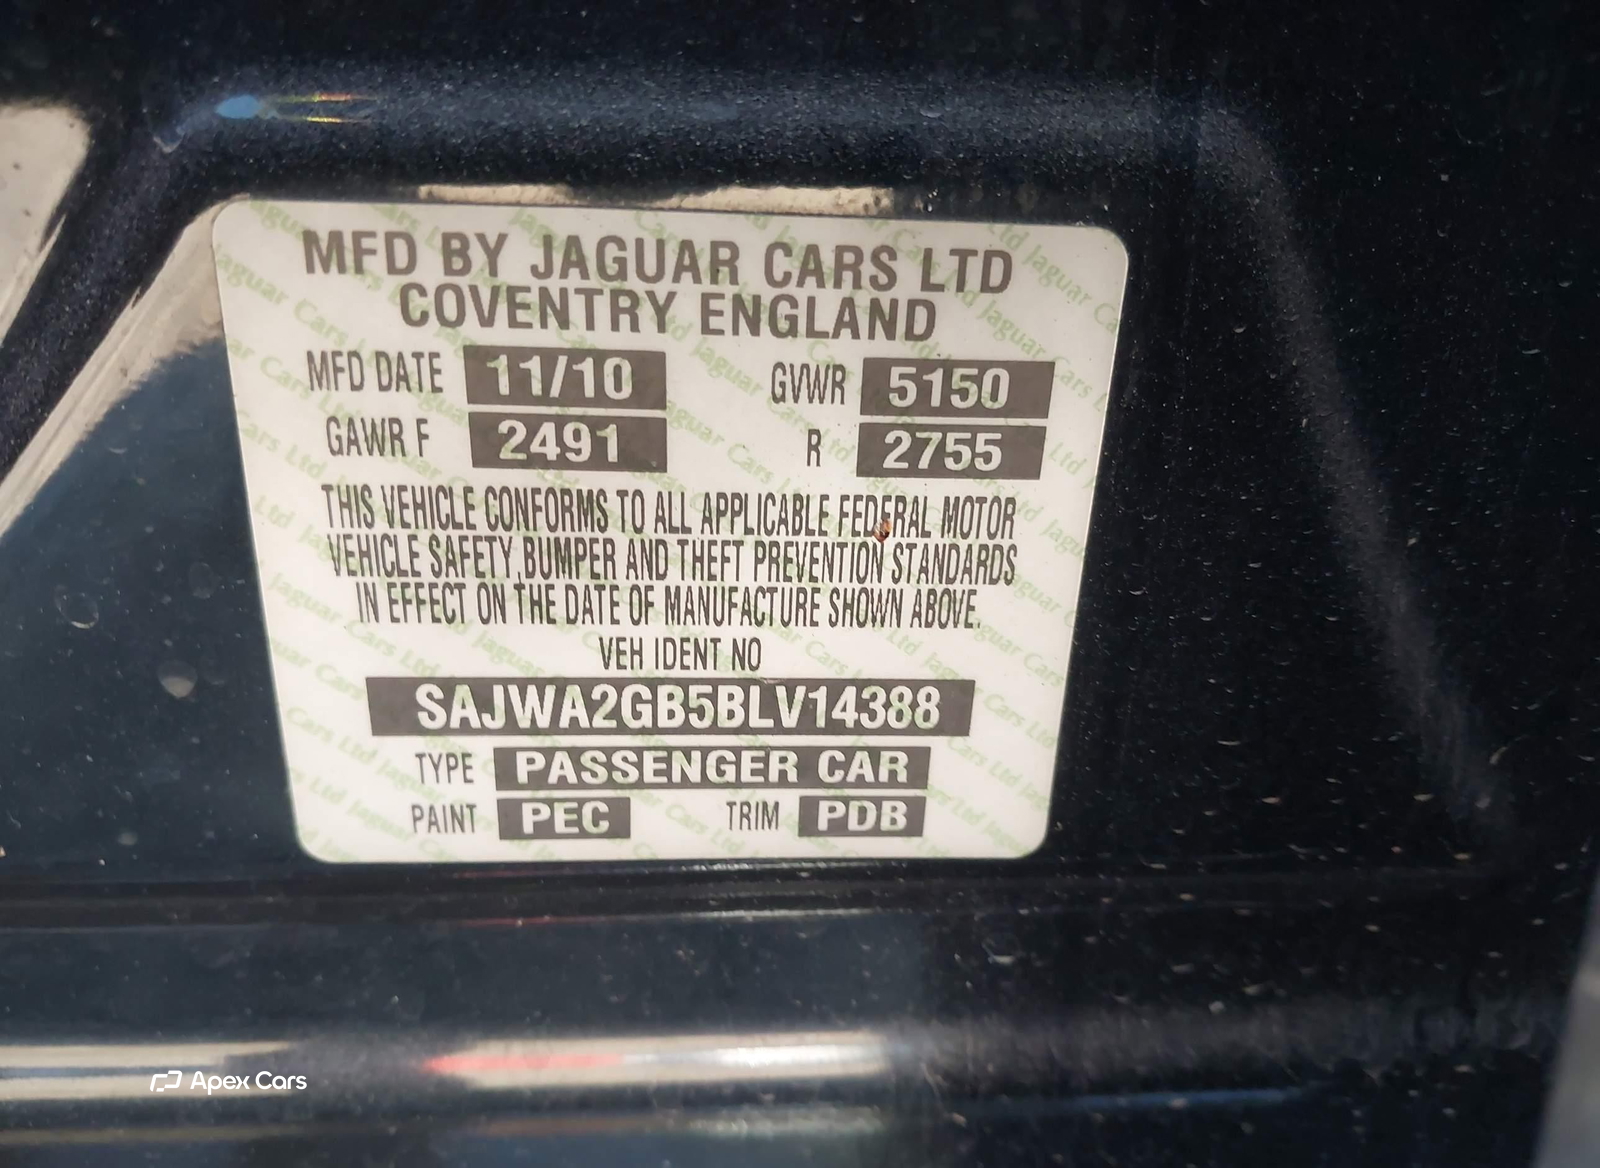 MFD BY JAGUAR CARS LTD
COVENTRY ENGLAND
MFD DATE 11/10 GVWR 5150
GAWR F 2491 R 2755
THIS VEHICLE CONFORMS TO ALL APPLICABLE FEDERAL MOTOR
VEHICLE SAFETY, BUMPER AND THEFT PREVENTION STANDARDS
IN EFFECT ON THE DATE OF MANUFACTURE SHOWN ABOVE.
VEH IDENT NO
SAJWA2GB5BLV14388
TYPE PASSENGER CAR
PAINT PEC TRIM PDB
Apex Cars